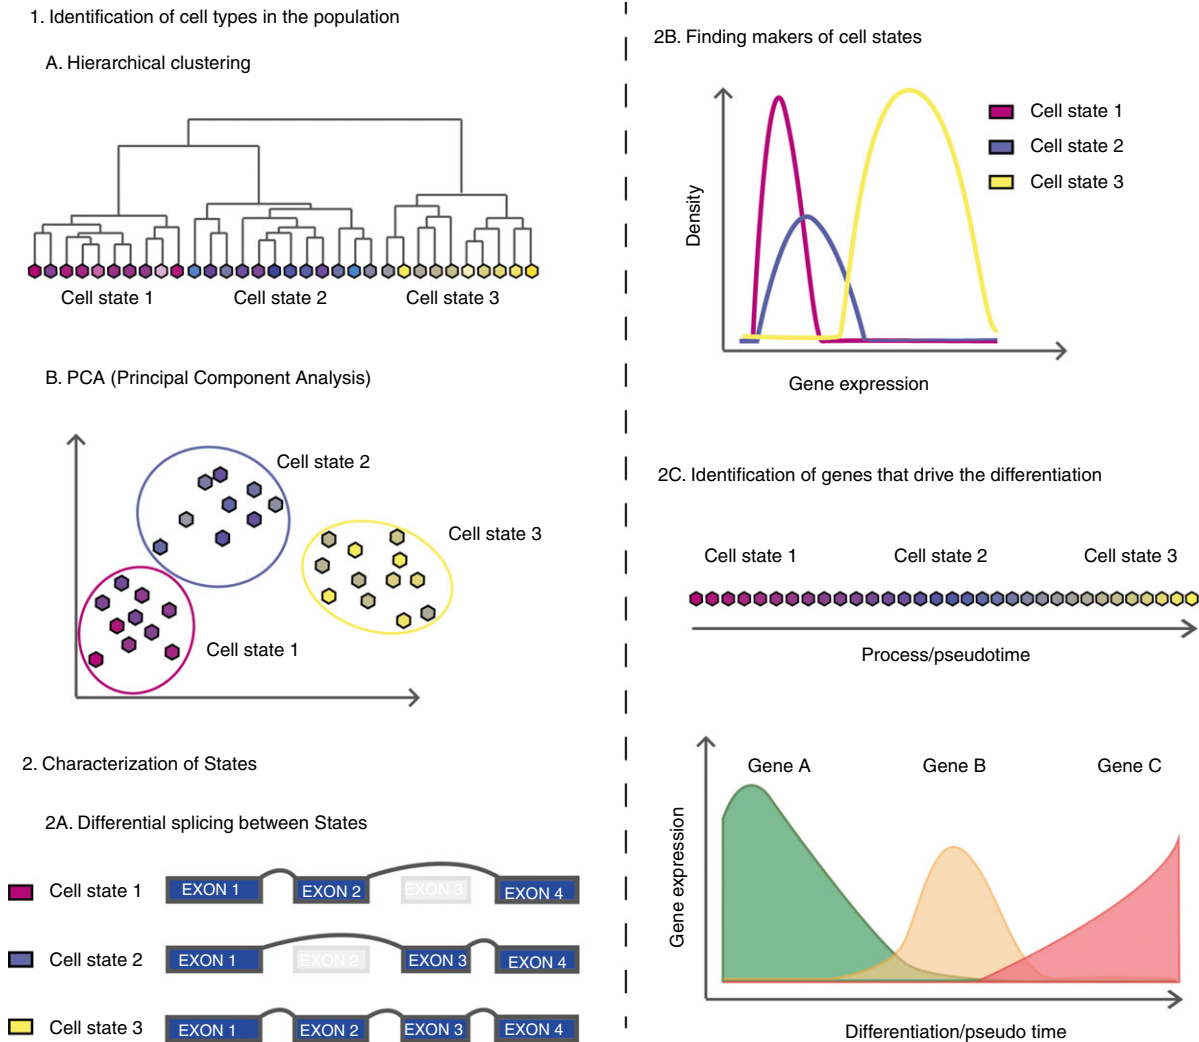 1. Identification of cell types in the population
A. Hierarchical clustering
Cell state 1
Cell state 2
Cell state 3
B. PCA (Principal Component Analysis)
Cell state 2
Cell state 3
Cell state 1
2. Characterization of States
2A. Differential splicing between States
Cell state 1
EXON 1
EXON 2
EXON 3
EXON 4
Cell state 2
EXON 1
EXON 2
EXON 3
EXON 4
Cell state 3
EXON 1
EXON 2
EXON 3
EXON 4
2B. Finding makers of cell states
Cell state 1
Cell state 2
Cell state 3
Density
Gene expression
2C. Identification of genes that drive the differentiation
Cell state 1
Cell state 2
Cell state 3
Process/pseudotime
Gene A
Gene B
Gene C
Gene expression
Differentiation/pseudo time